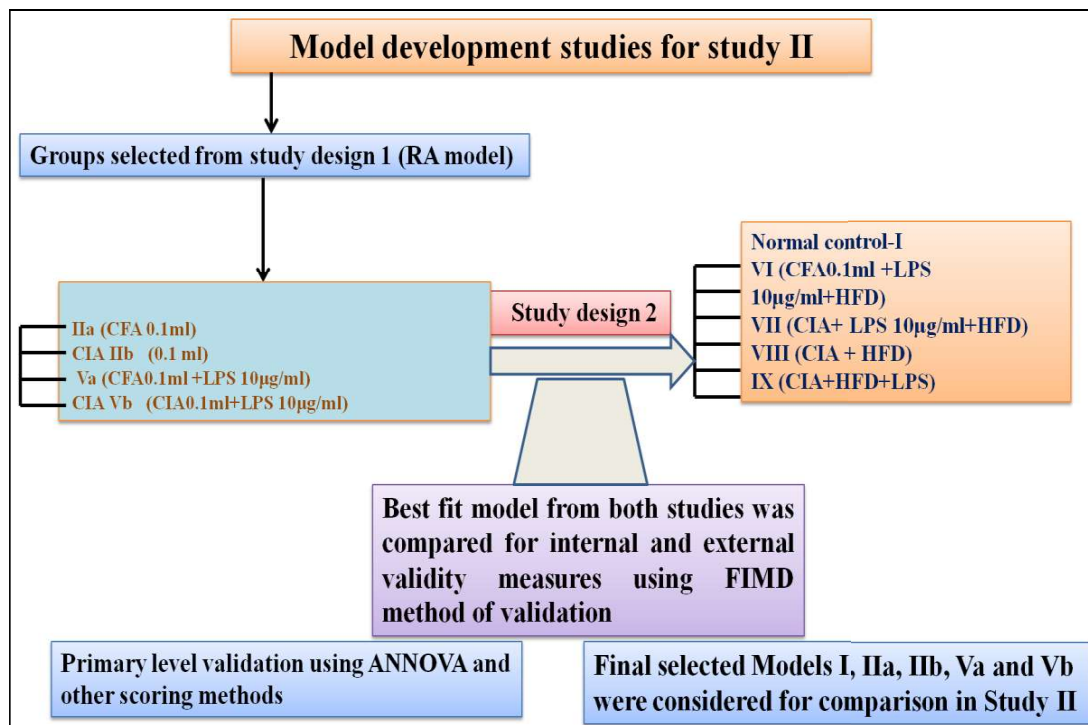 Model development studies for study II
Groups selected from study design 1 (RA model)
IIa (CFA 0.1ml)
CIA IIb (0.1 ml)
Va (CFA0.1ml +LPS 10µg/ml)
CIA Vb (CIA0.1ml+LPS 10µg/ml)
Study design 2
Normal control-I
VI (CFA0.1ml +LPS
10µg/ml+HFD)
VII (CIA+ LPS 10µg/ml+HFD)
VIII (CIA + HFD)
IX (CIA+HFD+LPS)
Best fit model from both studies was
compared for internal and external
validity measures using FIMD
method of validation
Primary level validation using ANNOVA and
other scoring methods
Final selected Models I, IIa, IIb, Va and Vb
were considered for comparison in Study II